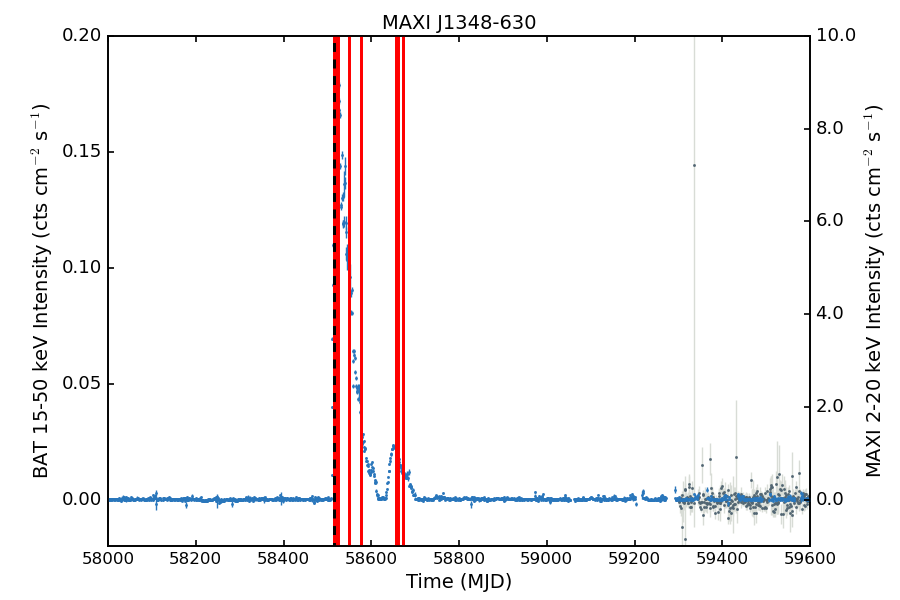 MAXI J1348-630
0.20
0.15
0.10
0.05
0.00
BAT 15-50 keV Intensity (cts cm⁻² s⁻¹)
10.0
8.0
6.0
4.0
2.0
0.0
MAXI 2-20 keV Intensity (cts cm⁻² s⁻¹)
58000 58200 58400 58600 58800 59000 59200 59400 59600
Time (MJD)